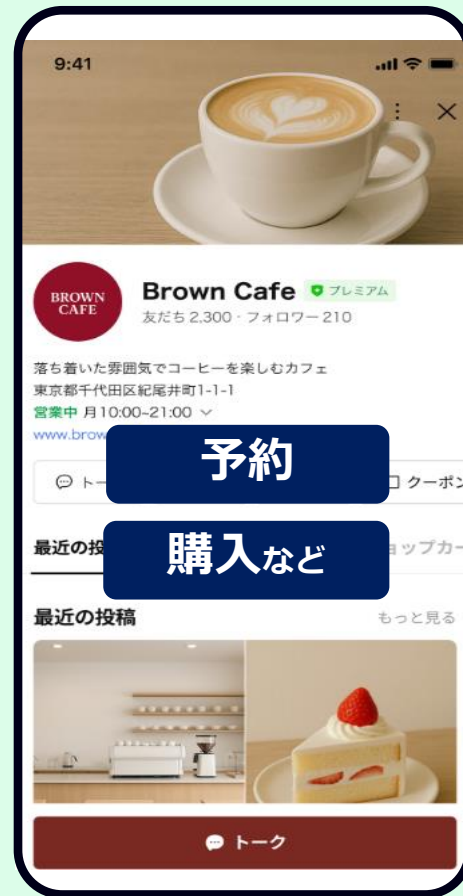 9:41
BROWN
CAFE
Brown Cafe プレミアム
友だち 2,300・フォロワー 210
落ち着いた雰囲気でコーヒーを楽しむカフェ
東京都千代田区紀尾井町1-1-1
営業中 月10:00-21:00
www.brow
予約
トー
クーポン
購入など
最近の投
ョップカー
最近の投稿 もっと見る
トーク